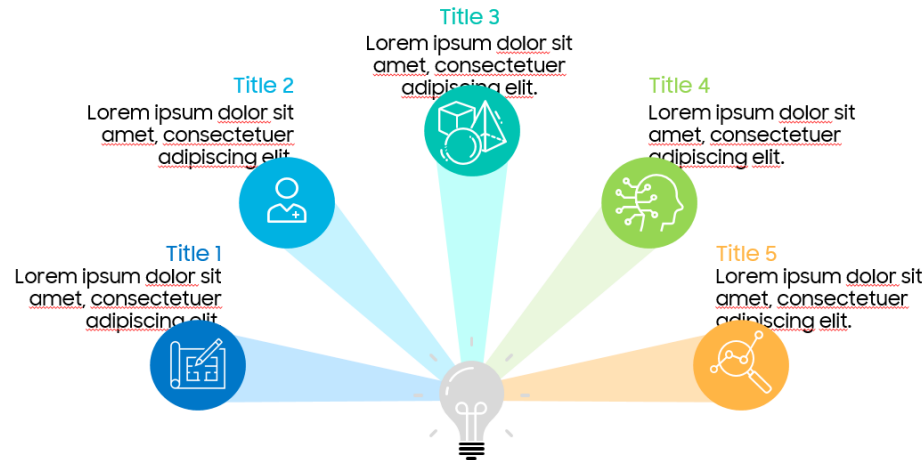 Title 1
Lorem ipsum dolor sit
amet, consectetuer
adipiscing elit.
Title 2
Lorem ipsum dolor sit
amet, consectetuer
adipiscing elit.
Title 3
Lorem ipsum dolor sit
amet, consectetuer
adipiscing elit.
Title 4
Lorem ipsum dolor sit
amet, consectetuer
adipiscing elit.
Title 5
Lorem ipsum dolor sit
amet, consectetuer
adipiscing elit.